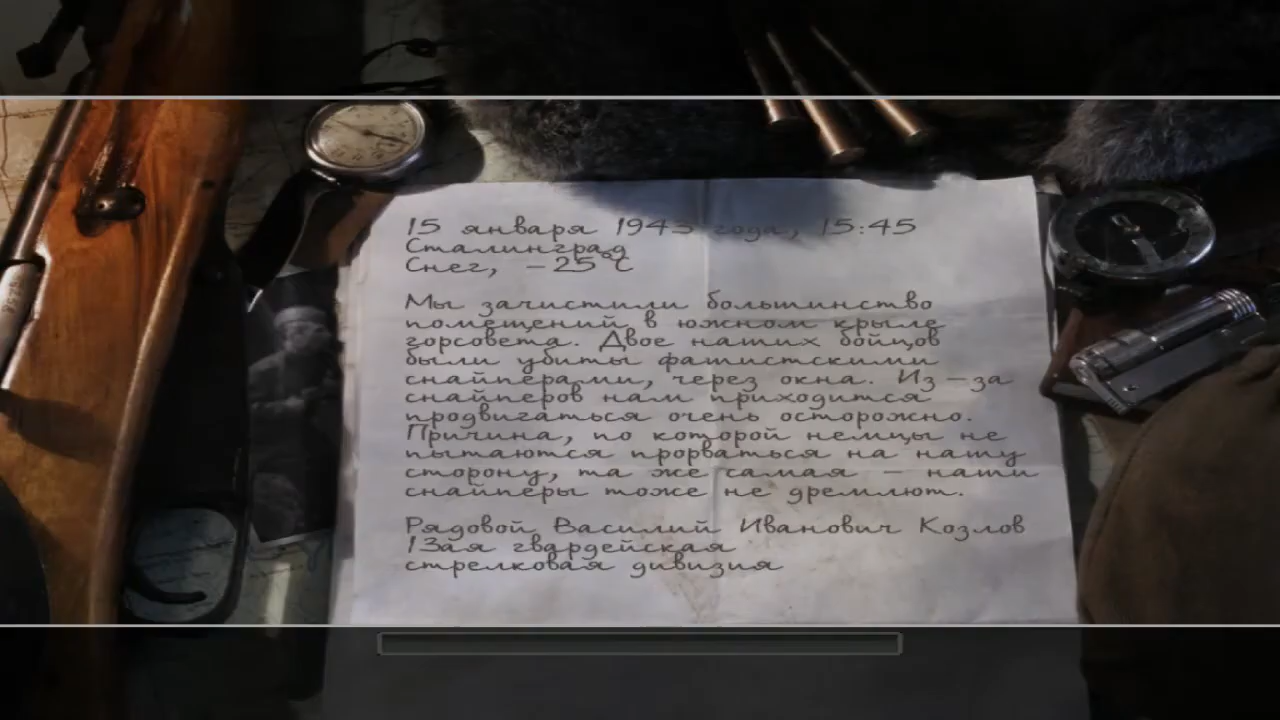 15 января 1943 года, 15:45
Сталинград
Снег, -25°C
Мы зачистили большинство
помещений в южном крыле
горсовета. Двое наших бойцов
были убиты фашистскими
снайперами, через окна. Из-за
снайперов нам приходится
продвигаться очень осторожно.
Причина, по которой немцы не
пытаются прорваться на нашу
сторону, та же самая - наши
снайперы тоже не дремлют.
Рядовой Василий Иванович Козлов
13ая гвардейская
стрелковая дивизия